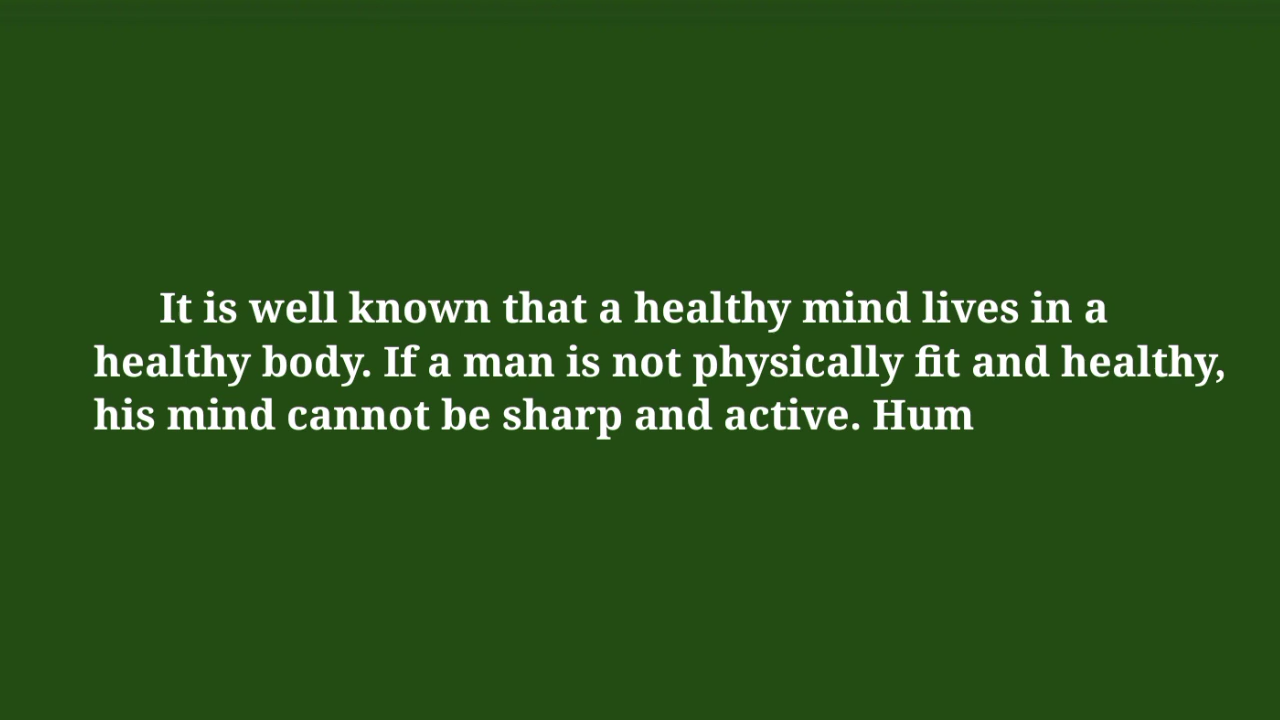 It is well known that a healthy mind lives in a
healthy body. If a man is not physically fit and healthy,
his mind cannot be sharp and active. Hum